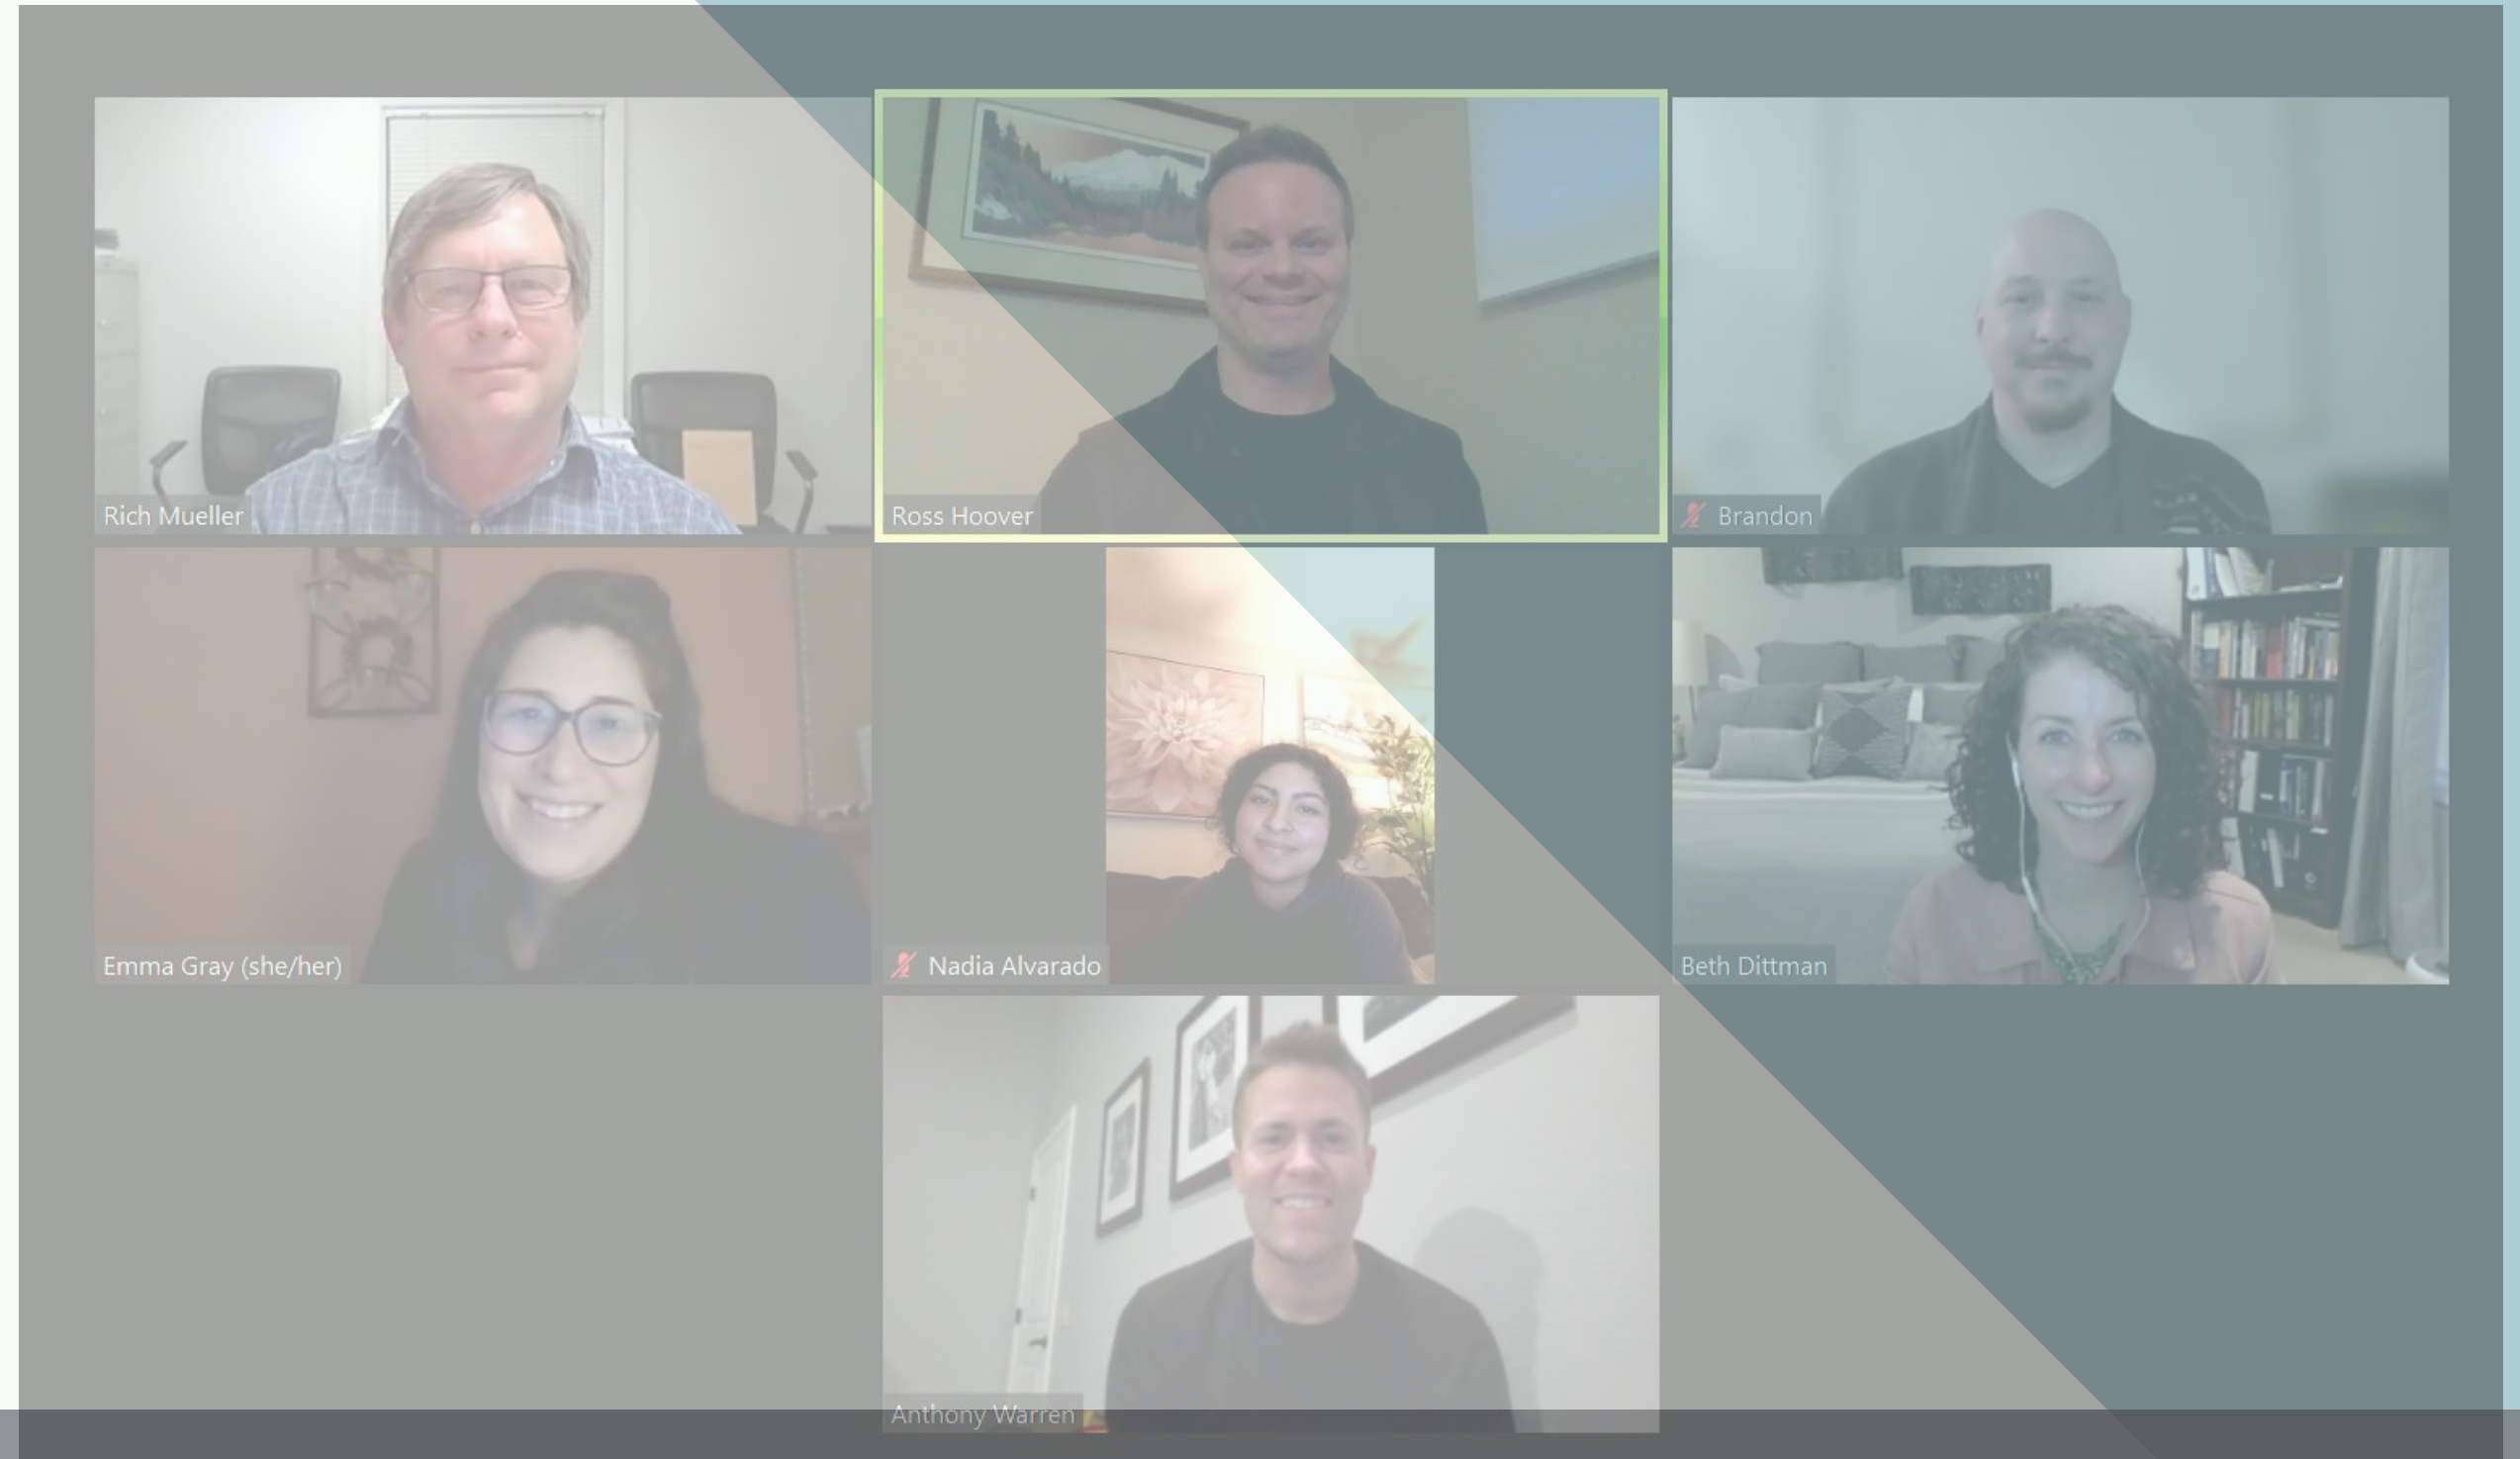 Rich Mueller
Ross Hoover
Brandon
Emma Gray (she/her)
Nadia Alvarado
Beth Dittman
Anthony Warren